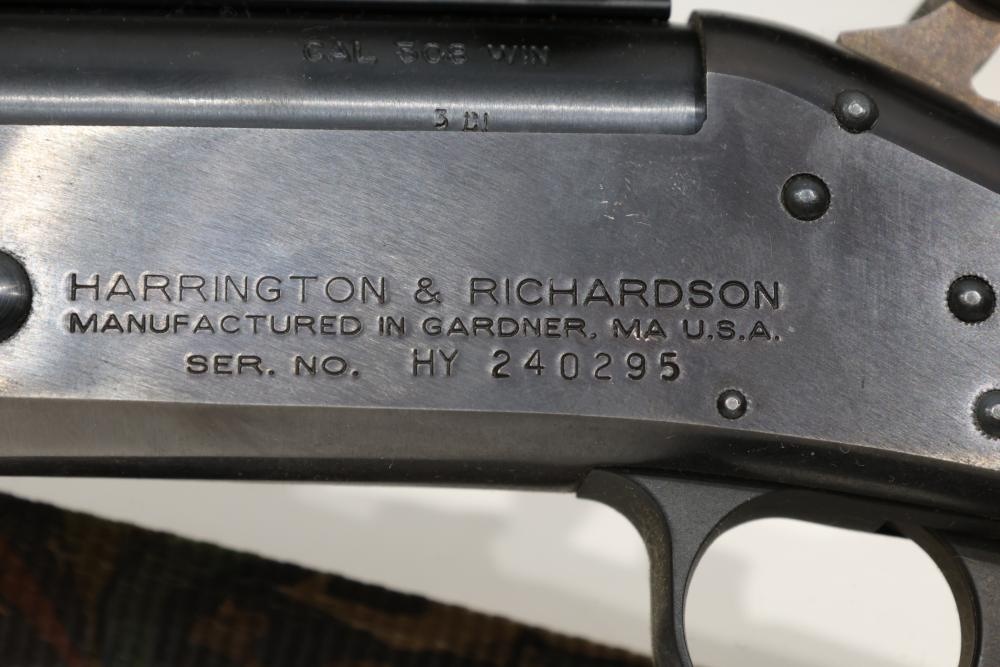 CAL 308 WIN
HARRINGTON & RICHARDSON
MANUFACTURED IN GARDNER, MA U.S.A.
SER. NO. HY 240295